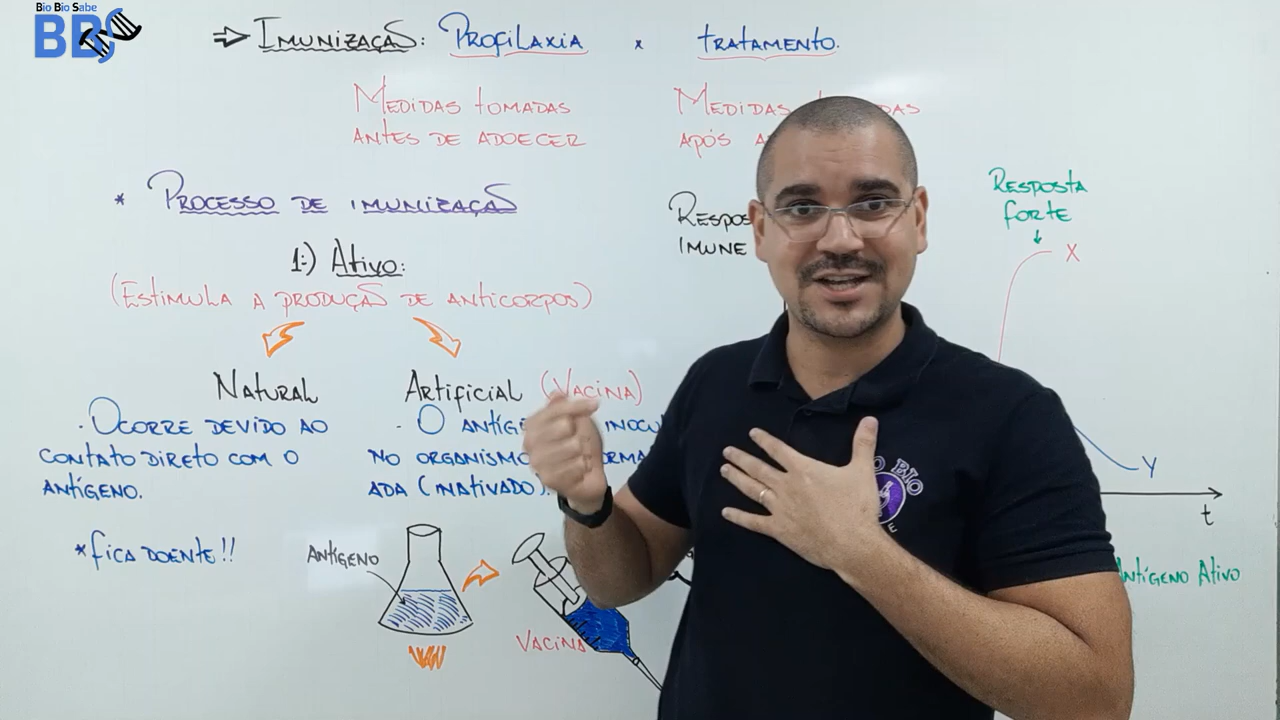 Bio Bio Sabe
BBS
⇒ Imunização: Profilaxia x tratamento.
Medidas tomadas
antes de adoecer
Medidas
após
* Processo de imunização
1:) Ativo:
(Estimula a produção de anticorpos)
Natural
· Ocorre devido ao
contato direto com o
antígeno.
* fica doente!!
Artificial (Vacina)
· O
no organismo
ada (inativado).
antígeno
Vacina
Imune
Resposta
forte
X
Y
t
Antígeno Ativo
BIO